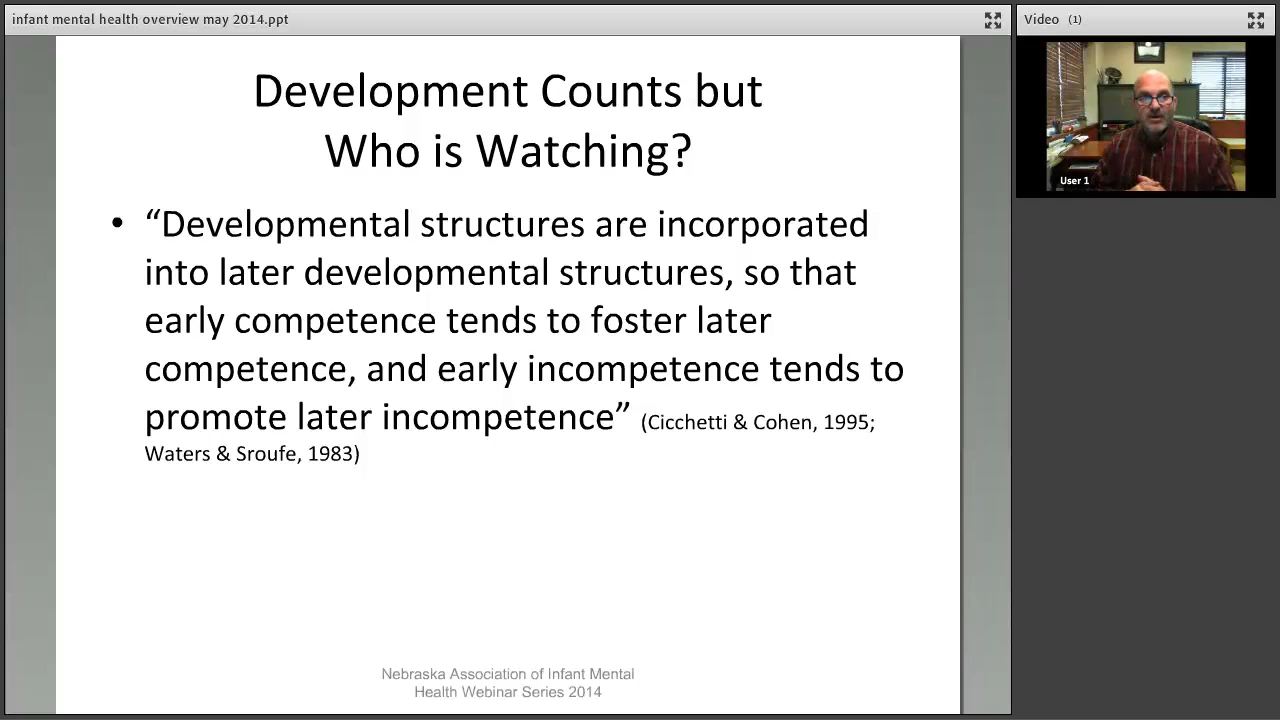 infant mental health overview may 2014.ppt
Video (1)
Development Counts but
Who is Watching?
• “Developmental structures are incorporated
into later developmental structures, so that
early competence tends to foster later
competence, and early incompetence tends to
promote later incompetence” (Cicchetti & Cohen, 1995;
Waters & Sroufe, 1983)
Nebraska Association of Infant Mental
Health Webinar Series 2014
User 1